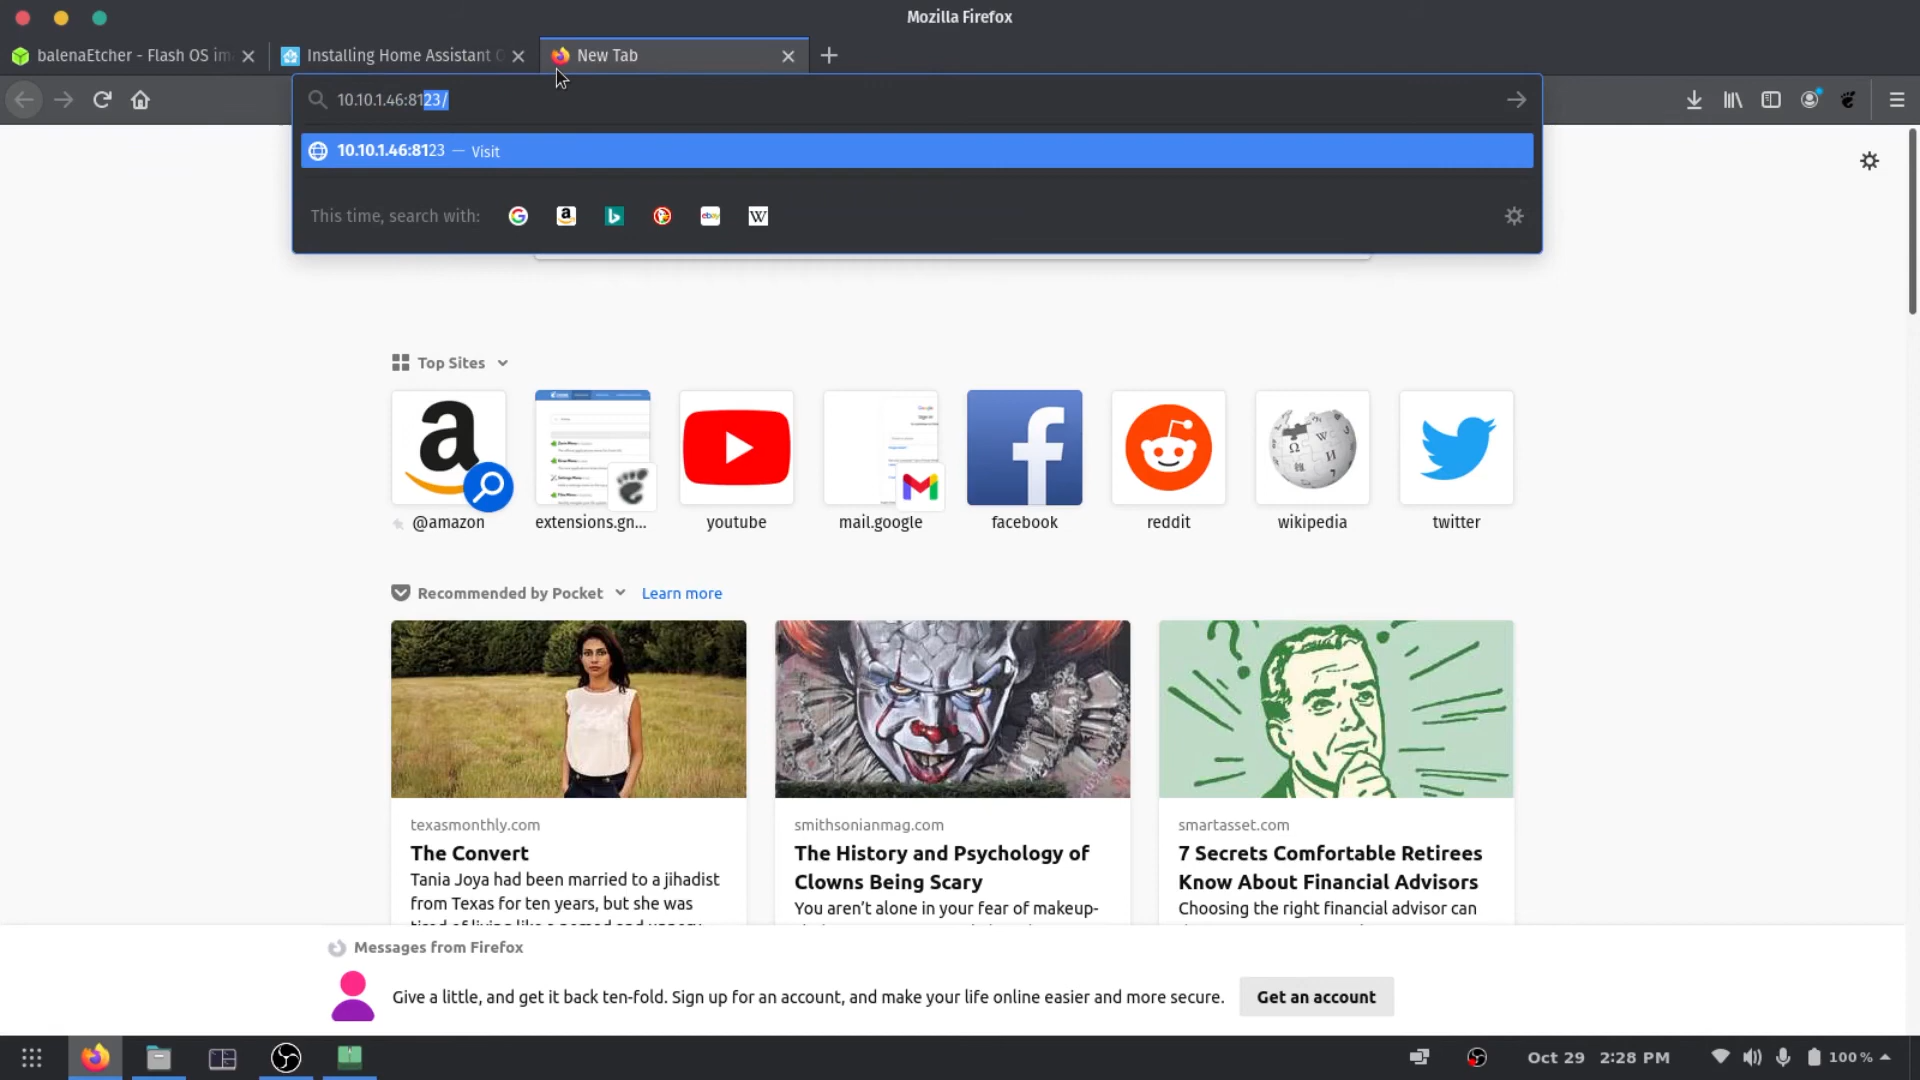 Mozilla Firefox
balenaEtcher - Flash OS im
Installing Home Assistant O
New Tab
10.10.1.46:8123/
10.10.1.46:8123 — Visit
This time, search with:
Top Sites
@amazon
extensions.gn...
youtube
mail.google
facebook
reddit
wikipedia
twitter
Recommended by Pocket
Learn more
texasmonthly.com
The Convert
Tania Joya had been married to a jihadist
from Texas for ten years, but she was
smithsonianmag.com
The History and Psychology of
Clowns Being Scary
You aren’t alone in your fear of makeup-
smartasset.com
7 Secrets Comfortable Retirees
Know About Financial Advisors
Choosing the right financial advisor can
Messages from Firefox
Give a little, and get it back ten-fold. Sign up for an account, and make your life online easier and more secure.
Get an account
Oct 29 2:28 PM
100 %